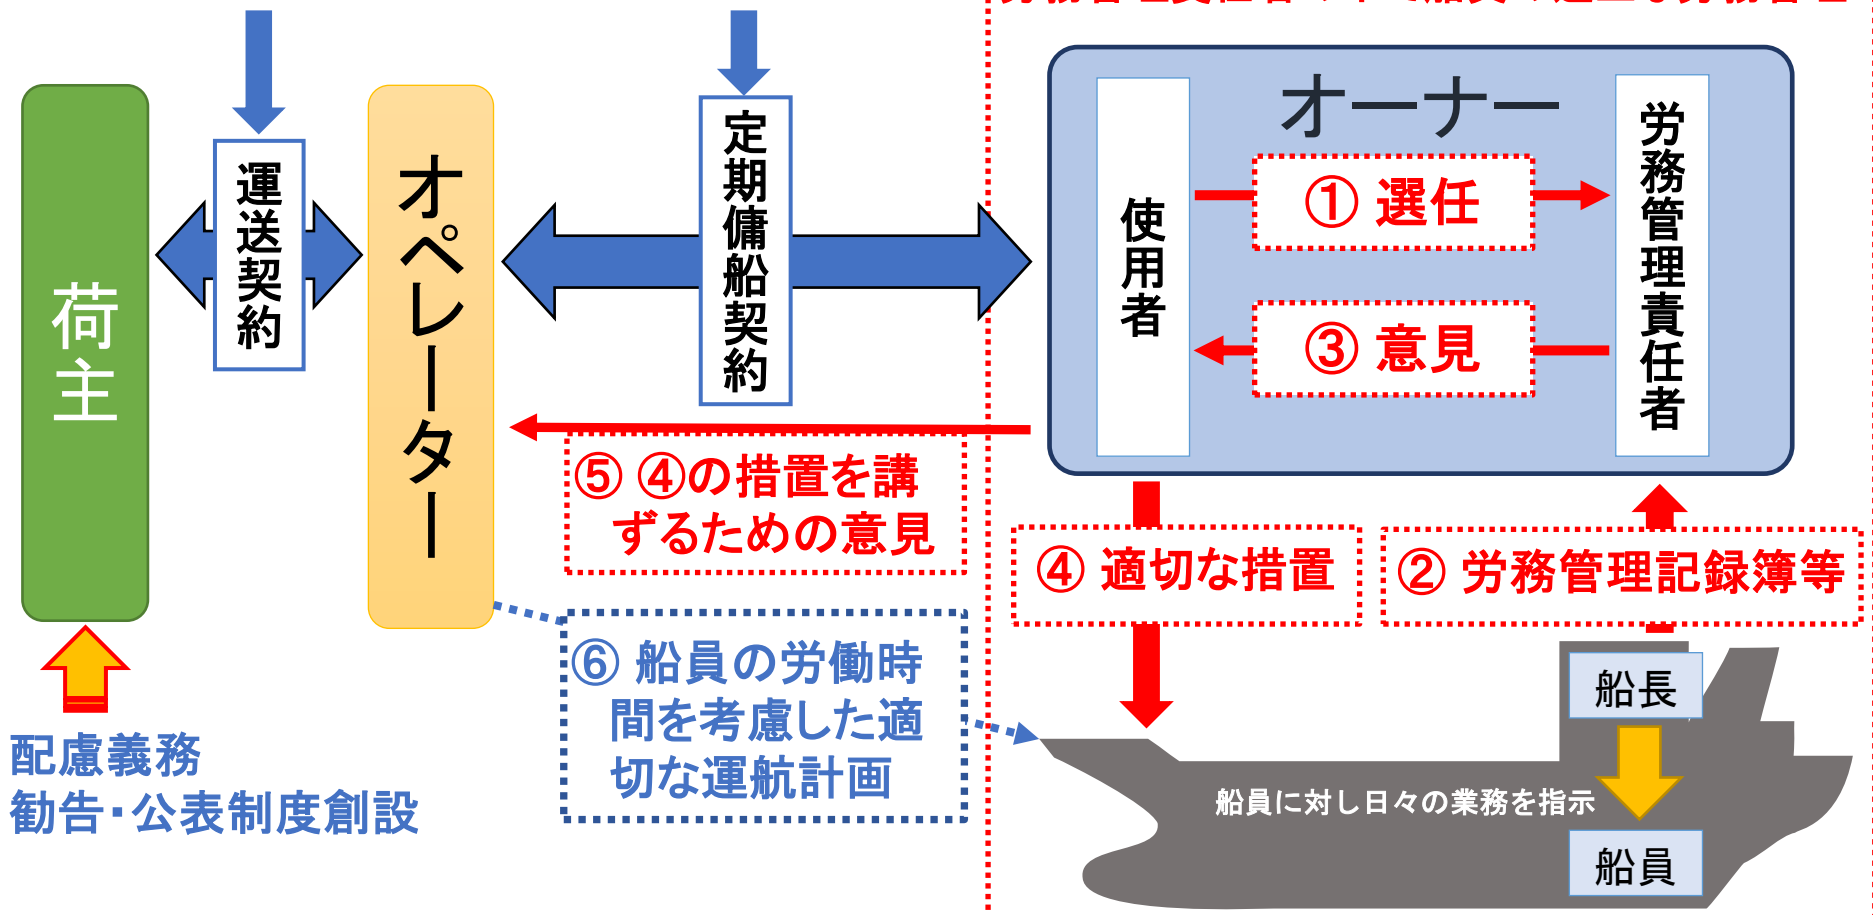 荷主
運送契約
オペレーター
定期傭船契約
オーナー
使用者
労務管理責任者
① 選任
③ 意見
⑤ ④の措置を講
ずるための意見
④ 適切な措置
② 労務管理記録簿等
⑥ 船員の労働時
間を考慮した適
切な運航計画
配慮義務
勧告・公表制度創設
船長
船員に対し日々の業務を指示
船員